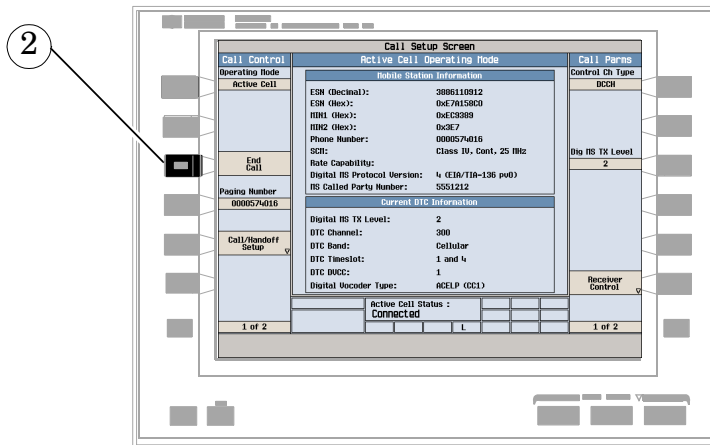 2
Call Setup Screen
Call Control
Active Cell Operating Mode
Call Parms
Operating Mode
Active Cell
End
Call
Paging Number
0000574016
Call/Handoff
Setup
1 of 2
Mobile Station Information
ESN (Decimal): 3886110912
ESN (Hex): 0xE7A158C0
MIN1 (Hex): 0xEC9389
MIN2 (Hex): 0x3E7
Phone Number: 0000574016
SCM: Class IV, Cont, 25 MHz
Rate Capability:
Digital MS Protocol Version: 4 (EIA/TIA-136 pv0)
MS Called Party Number: 5551212
Current DTC Information
Digital MS TX Level: 2
DTC Channel: 300
DTC Band: Cellular
DTC Timeslot: 1 and 4
DTC DVCC: 1
Digital Vocoder Type: ACELP (CC1)
Active Cell Status :
Connected
L
Control Ch Type
DCCH
Dig MS TX Level
2
Receiver
Control
1 of 2